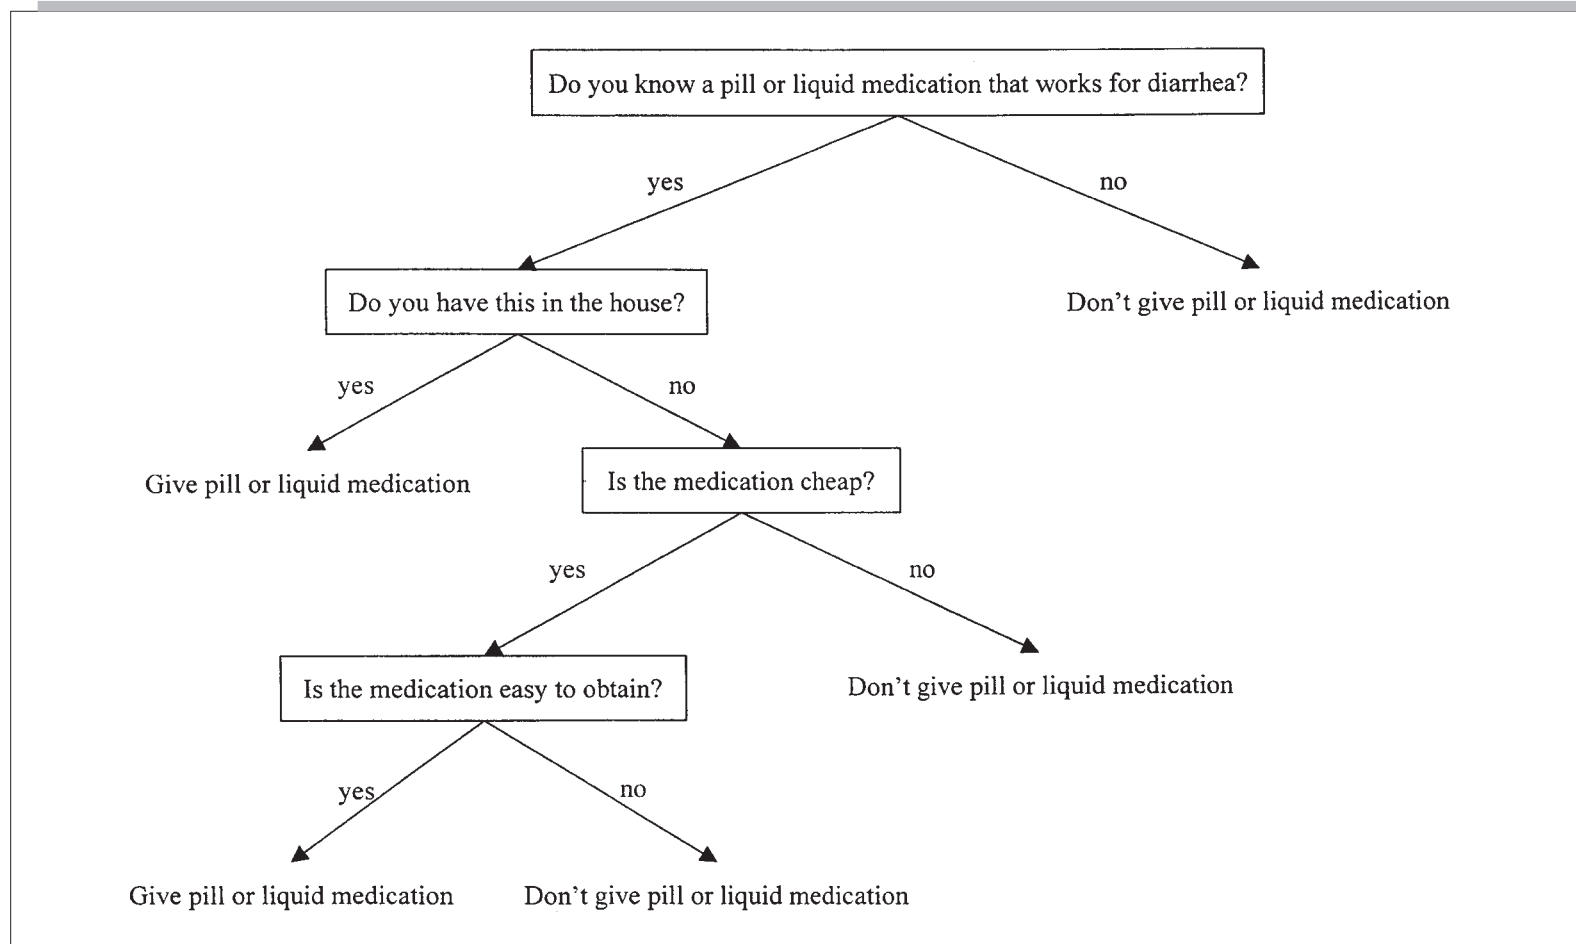 Do you know a pill or liquid medication that works for diarrhea?
yes
no
Do you have this in the house?
Don't give pill or liquid medication
yes
no
Give pill or liquid medication
Is the medication cheap?
yes
no
Is the medication easy to obtain?
Don't give pill or liquid medication
yes
no
Give pill or liquid medication
Don't give pill or liquid medication